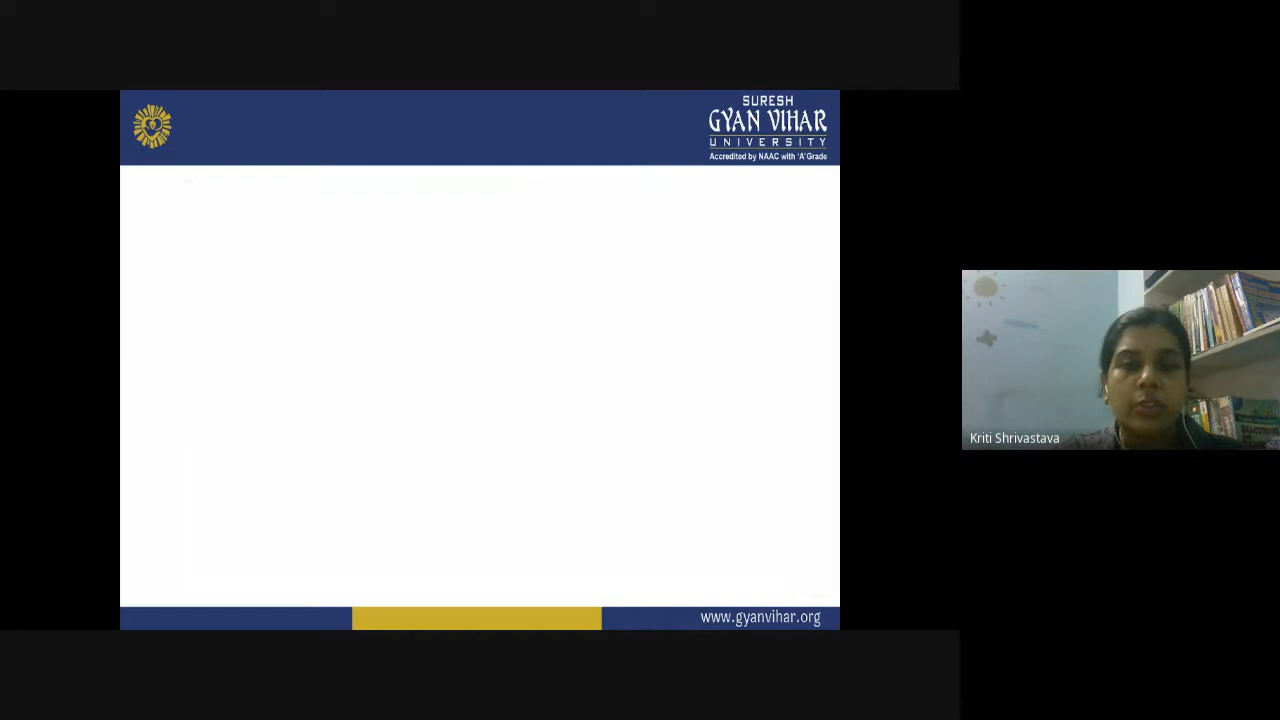 SURESH
GYAN VIHAR
UNIVERSITY
Accredited by NAAC with 'A' Grade
Kriti Shrivastava
www.gyanvihar.org